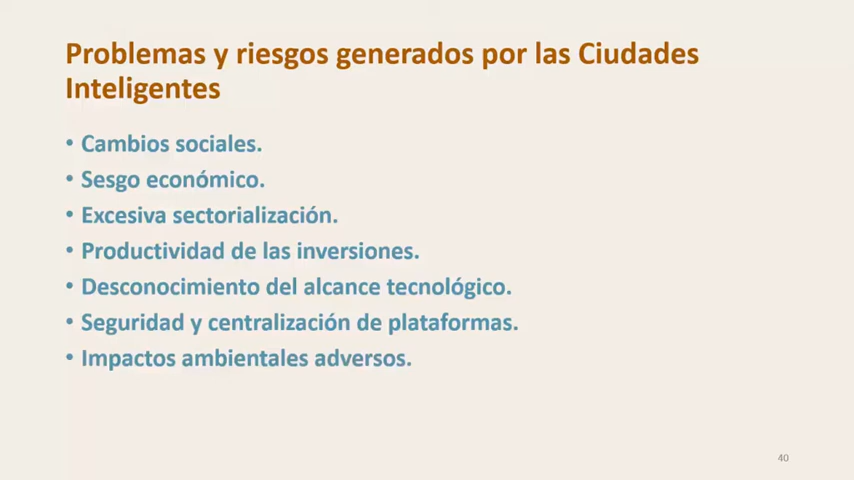 Problemas y riesgos generados por las Ciudades
Inteligentes
• Cambios sociales.
• Sesgo económico.
• Excesiva sectorialización.
• Productividad de las inversiones.
• Desconocimiento del alcance tecnológico.
• Seguridad y centralización de plataformas.
• Impactos ambientales adversos.
40